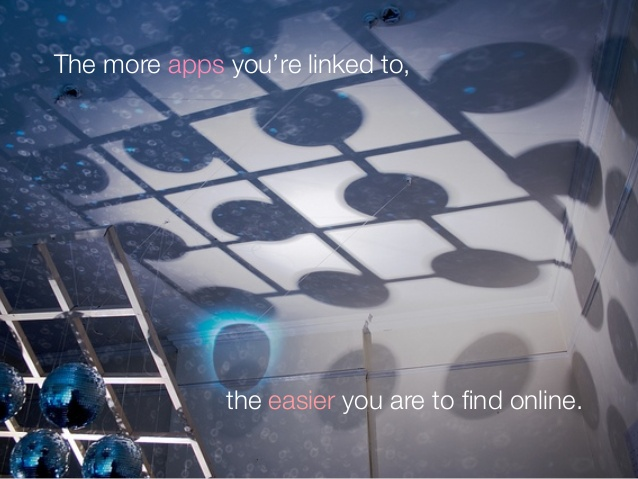 The more apps you’re linked to,
the easier you are to find online.